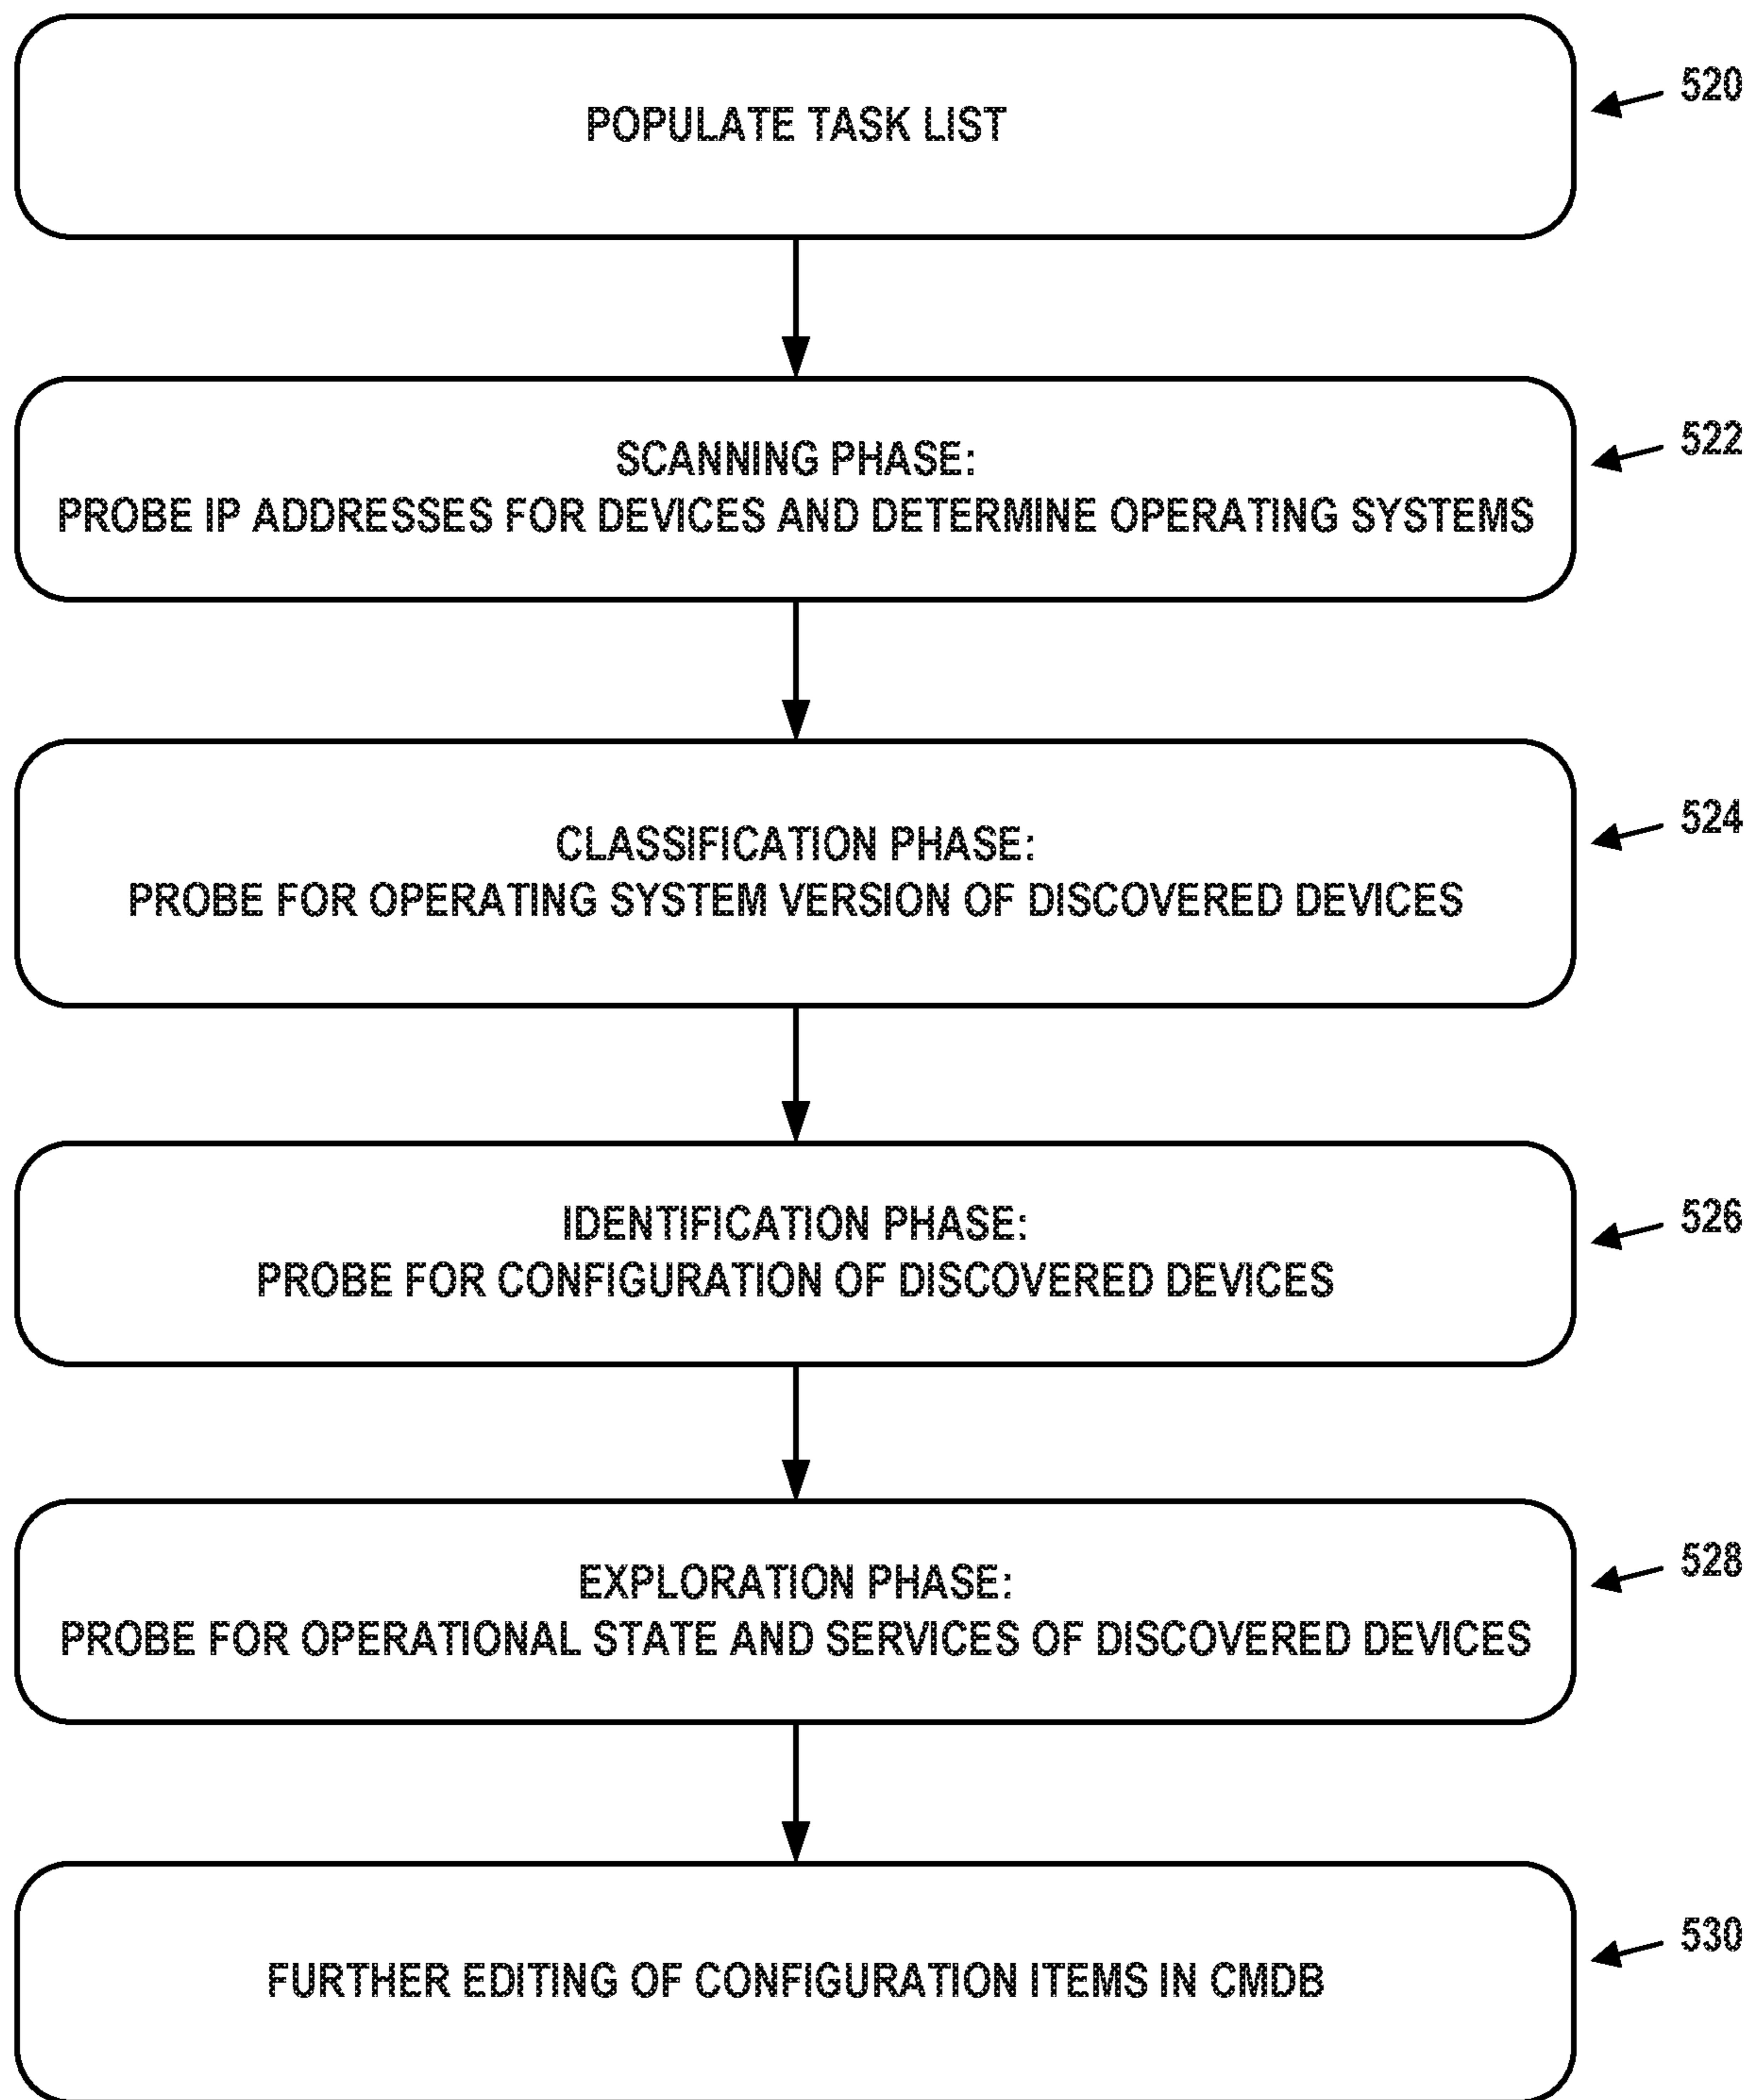 POPULATE TASK LIST
520
SCANNING PHASE:
PROBE IP ADDRESSES FOR DEVICES AND DETERMINE OPERATING SYSTEMS
522
CLASSIFICATION PHASE:
PROBE FOR OPERATING SYSTEM VERSION OF DISCOVERED DEVICES
524
IDENTIFICATION PHASE:
PROBE FOR CONFIGURATION OF DISCOVERED DEVICES
526
EXPLORATION PHASE:
PROBE FOR OPERATIONAL STATE AND SERVICES OF DISCOVERED DEVICES
528
FURTHER EDITING OF CONFIGURATION ITEMS IN CMDB
530